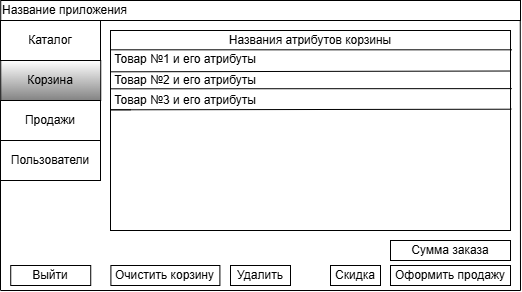 Название приложения
Каталог
Корзина
Продажи
Пользователи
Названия атрибутов корзины
Товар №1 и его атрибуты
Товар №2 и его атрибуты
Товар №3 и его атрибуты
Сумма заказа
Выйти
Очистить корзину
Удалить
Скидка
Оформить продажу